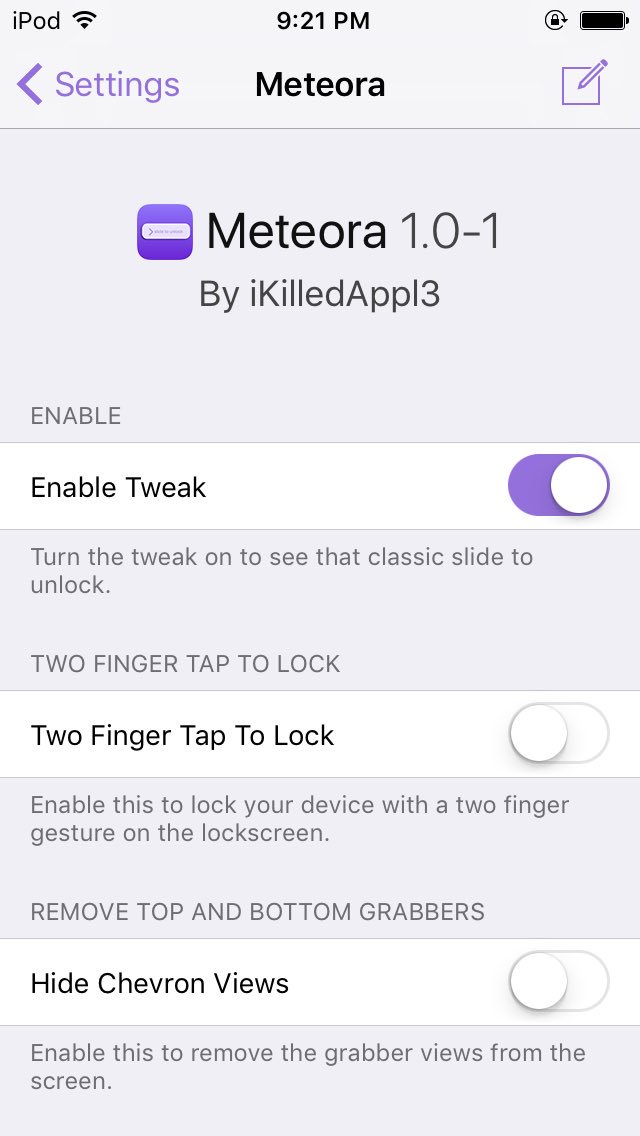 iPod 9:21 PM
Settings Meteora
Meteora 1.0-1
By iKilledAppl3
ENABLE
Enable Tweak
Turn the tweak on to see that classic slide to
unlock.
TWO FINGER TAP TO LOCK
Two Finger Tap To Lock
Enable this to lock your device with a two finger
gesture on the lockscreen.
REMOVE TOP AND BOTTOM GRABBERS
Hide Chevron Views
Enable this to remove the grabber views from the
screen.